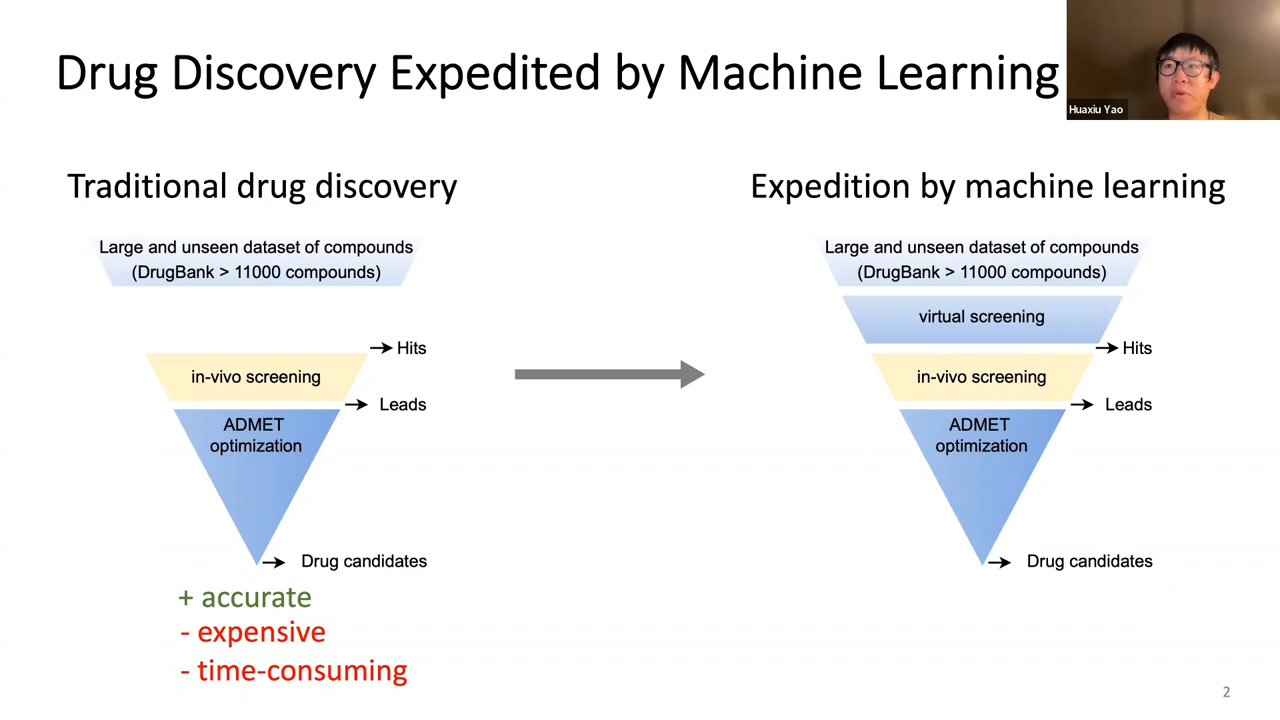 Drug Discovery Expedited by Machine Learning
Huaxiu Yao
Traditional drug discovery
Large and unseen dataset of compounds
(DrugBank > 11000 compounds)
Hits
in-vivo screening
Leads
ADMET
optimization
Drug candidates
+ accurate
- expensive
- time-consuming
Expedition by machine learning
Large and unseen dataset of compounds
(DrugBank > 11000 compounds)
virtual screening
Hits
in-vivo screening
Leads
ADMET
optimization
Drug candidates
2